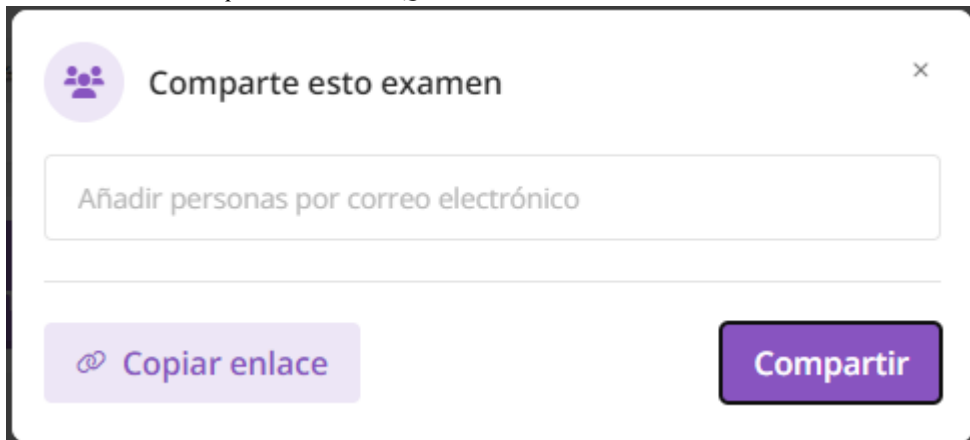 Comparte esto examen
Añadir personas por correo electrónico
Copiar enlace
Compartir